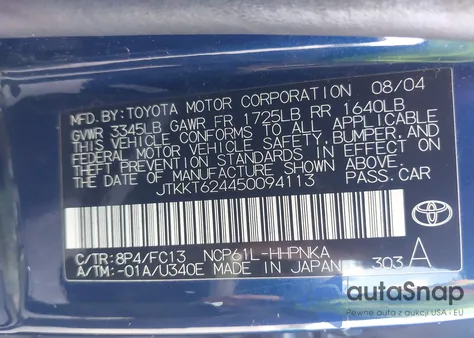 MFD. BY: TOYOTA MOTOR CORPORATION 08/04
GVWR 3345LB GAWR FR 1725LB RR 1640LB
THIS VEHICLE CONFORMS TO ALL APPLICABLE
FEDERAL MOTOR VEHICLE SAFETY, BUMPER, AND
THEFT PREVENTION STANDARDS IN EFFECT ON
THE DATE OF MANUFACTURE SHOWN ABOVE.
JTKKT624450094113 PASS.CAR
TOYOTA
C/TR: 8P4/FC13 NCP61L-HHPNKA
A/TM: -01A/U340E MADE IN JAPAN 303 A
autoSnap
Pewne auto z aukcji USA i EU